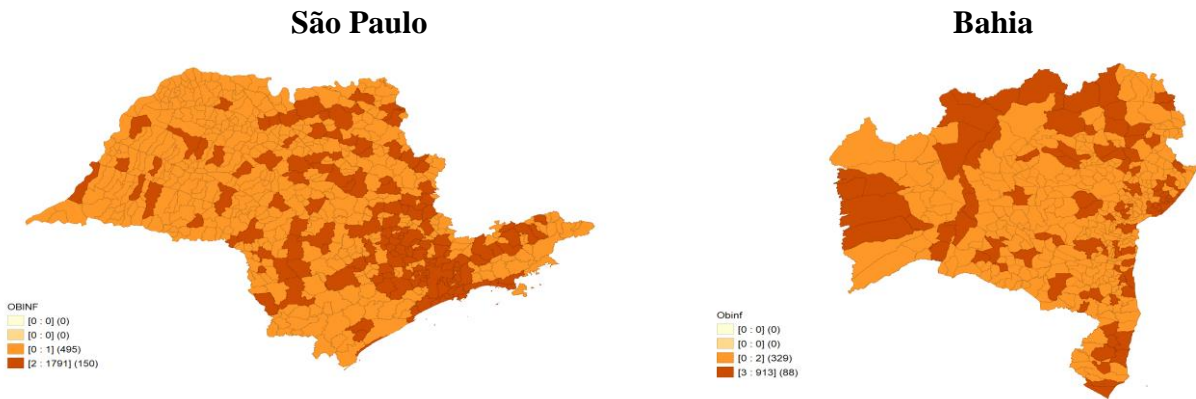 São Paulo
Bahia
OBINF
[0 : 0] (0)
[0 : 0] (0)
[0 : 1] (495)
[2 : 1791] (150)
Obinf
[0 : 0] (0)
[0 : 0] (0)
[0 : 2] (329)
[3 : 913] (88)